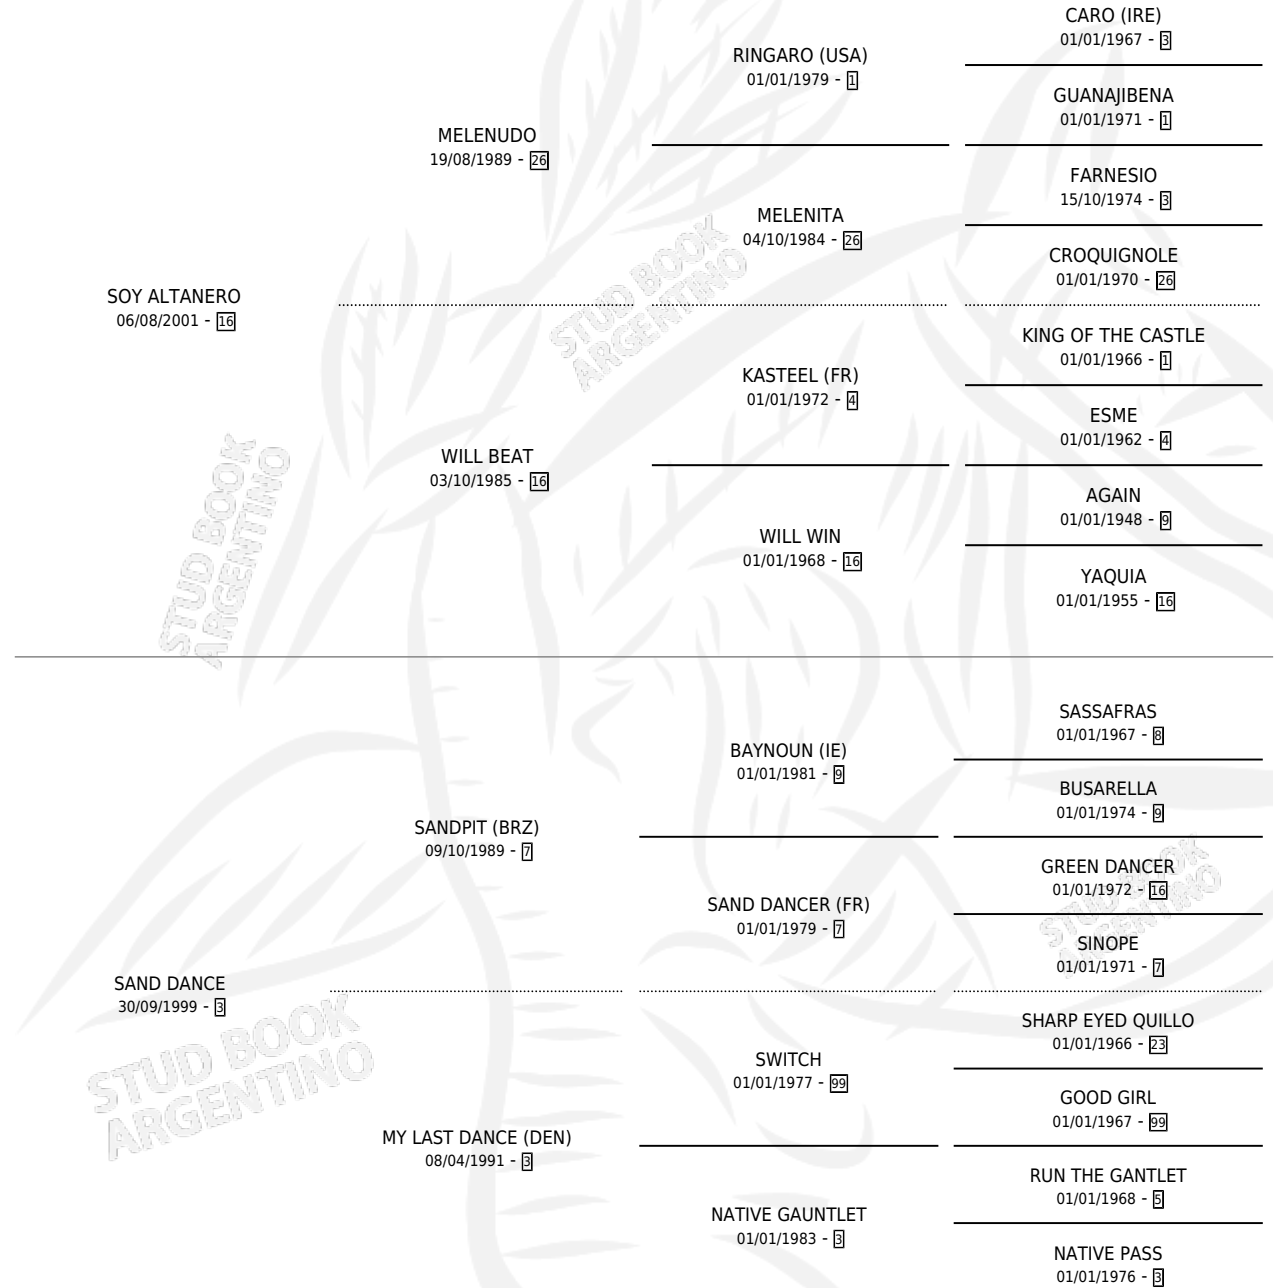 CARO (IRE)
01/01/1967 - 3
RINGARO (USA)
01/01/1979 - 1
GUANAJIBENA
01/01/1971 - 1
MELENUDO
19/08/1989 - 26
FARNESIO
15/10/1974 - 3
MELENITA
04/10/1984 - 26
CROQUIGNOLE
01/01/1970 - 26
SOY ALTANERO
06/08/2001 - 16
STUD BOOK
ARGENTINO
KING OF THE CASTLE
01/01/1966 - 1
KASTEEL (FR)
01/01/1972 - 4
ESME
01/01/1962 - 4
WILL BEAT
03/10/1985 - 16
AGAIN
01/01/1948 - 9
WILL WIN
01/01/1968 - 16
YAQUIA
01/01/1955 - 16
STUD BOOK
ARGENTINO
SASSAFRAS
01/01/1967 - 8
BAYNOUN (IE)
01/01/1981 - 9
BUSARELLA
01/01/1974 - 9
SANDPIT (BRZ)
09/10/1989 - 7
GREEN DANCER
01/01/1972 - 16
SAND DANCER (FR)
01/01/1979 - 7
SINOPE
01/01/1971 - 7
STUD BOOK
ARGENTINO
SAND DANCE
30/09/1999 - 3
SHARP EYED QUILLO
01/01/1966 - 23
SWITCH
01/01/1977 - 99
GOOD GIRL
01/01/1967 - 99
STUD BOOK
ARGENTINO
MY LAST DANCE (DEN)
08/04/1991 - 3
RUN THE GANTLET
01/01/1968 - 5
NATIVE GAUNTLET
01/01/1983 - 3
NATIVE PASS
01/01/1976 - 3